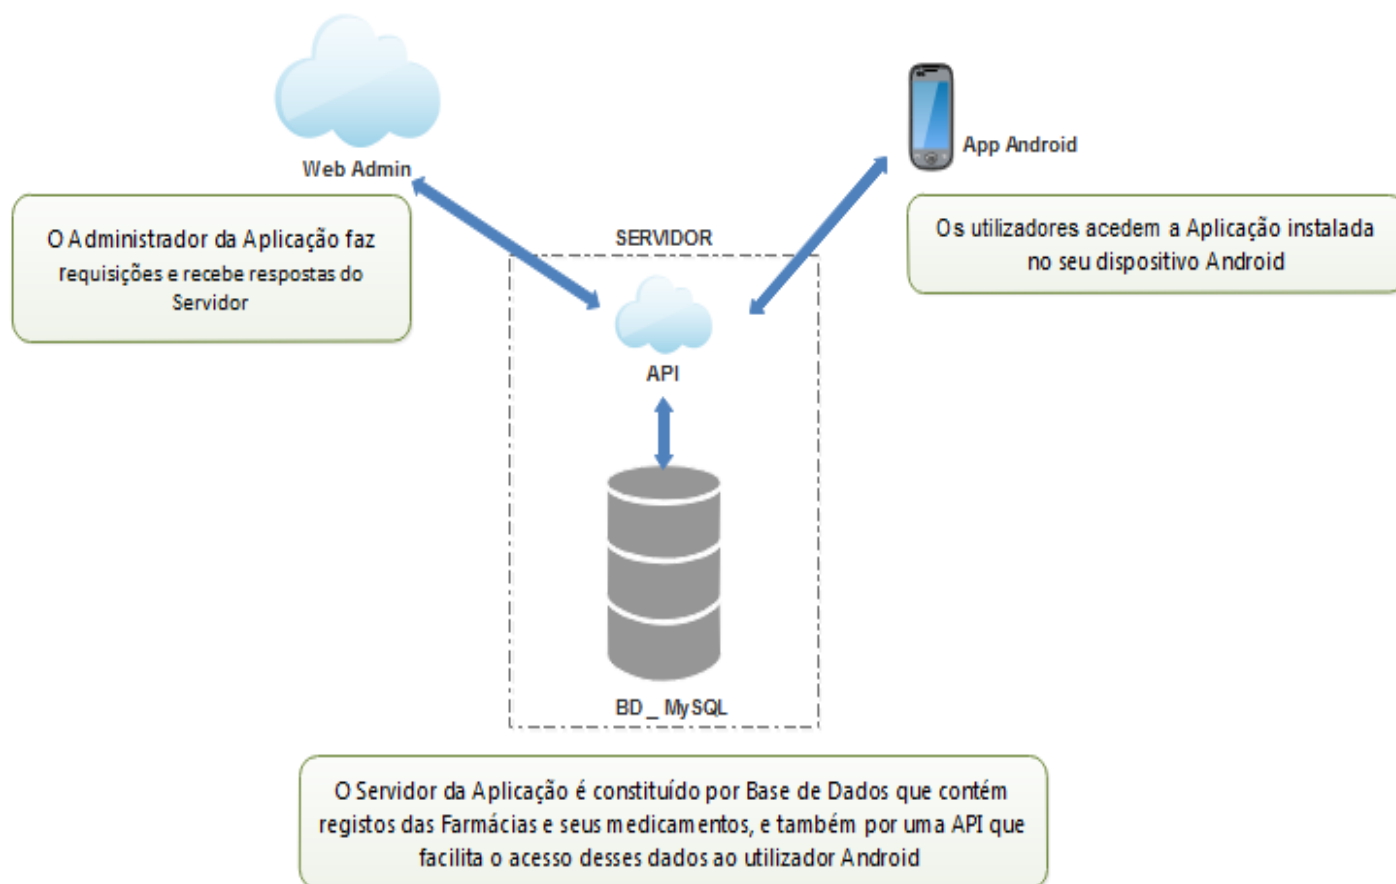 Web Admin
App Android
O Administrador da Aplicação faz
requisições e recebe respostas do
Servidor
Os utilizadores acedem a Aplicação instalada
no seu dispositivo Android
SERVIDOR
API
BD _ MySQL
O Servidor da Aplicação é constituído por Base de Dados que contém
registos das Farmácias e seus medicamentos, e também por uma API que
facilita o acesso desses dados ao utilizador Android